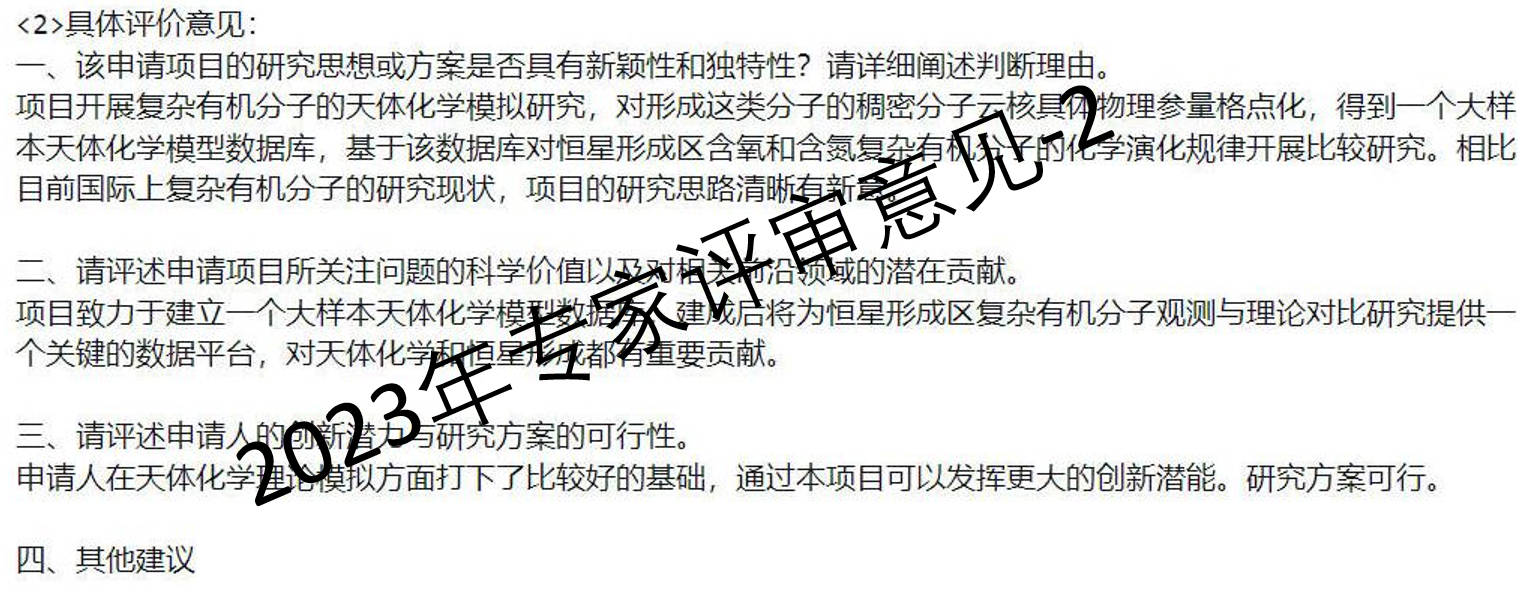 <2>具体评价意见：
一、该申请项目的研究思想或方案是否具有新颖性和独特性？请详细阐述判断理由。
项目开展复杂有机分子的天体化学模拟研究，对形成这类分子的稠密分子云核具体物理参量格点化，得到一个大样
本天体化学模型数据库，基于该数据库对恒星形成区含氧和含氮复杂有机分子的化学演化规律开展比较研究。相比
目前国际上复杂有机分子的研究现状，项目的研究思路清晰有新意。
二、请评述申请项目所关注问题的科学价值以及对相关前沿领域的潜在贡献。
项目致力于建立一个大样本天体化学模型数据库，建成后将为恒星形成区复杂有机分子观测与理论对比研究提供一
个关键的数据平台，对天体化学和恒星形成都有重要贡献。
三、请评述申请人的创新潜力与研究方案的可行性。
申请人在天体化学理论模拟方面打下了比较好的基础，通过本项目可以发挥更大的创新潜能。研究方案可行。
四、其他建议
2023年专家评审意见-2